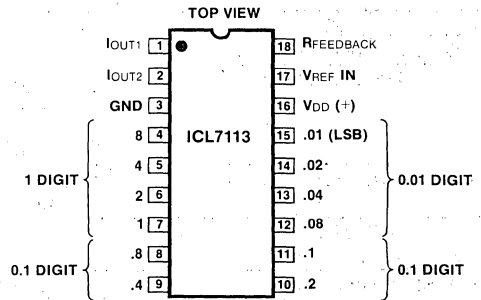 TOP VIEW
IOUT1 1 18 RFEEDBACK
IOUT2 2 17 VREF IN
GND 3 16 VDD (+)
8 4 ICL7113 15 .01 (LSB)
4 5 14 .02
1 DIGIT 0.01 DIGIT
2 6 13 .04
1 7 12 .08
.8 8 11 .1
0.1 DIGIT 0.1 DIGIT
.4 9 10 .2